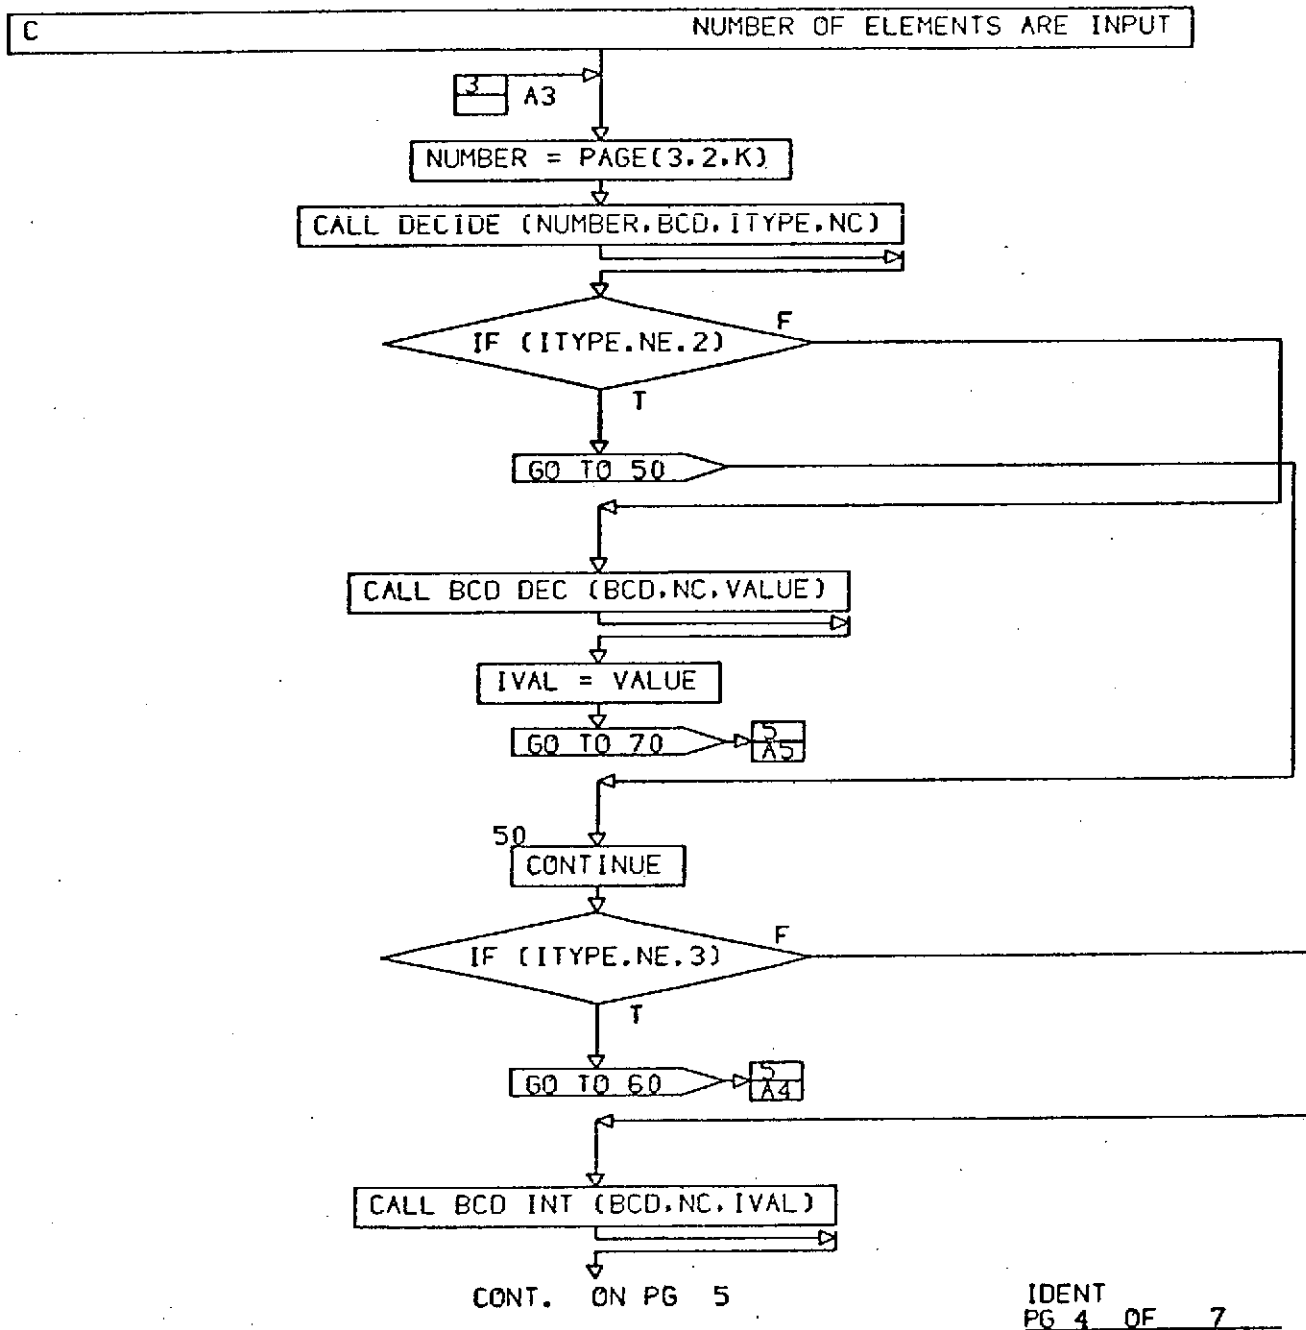 C NUMBER OF ELEMENTS ARE INPUT
3
A3
NUMBER = PAGE(3,2,K)
CALL DECIDE (NUMBER,BCD,ITYPE,NC)
IF (ITYPE.NE.2)
F
T
GO TO 50
CALL BCD DEC (BCD,NC,VALUE)
IVAL = VALUE
GO TO 70
5
A5
50
CONTINUE
IF (ITYPE.NE.3)
F
T
GO TO 60
5
A4
CALL BCD INT (BCD,NC,IVAL)
CONT. ON PG 5
IDENT
PG 4 OF 7